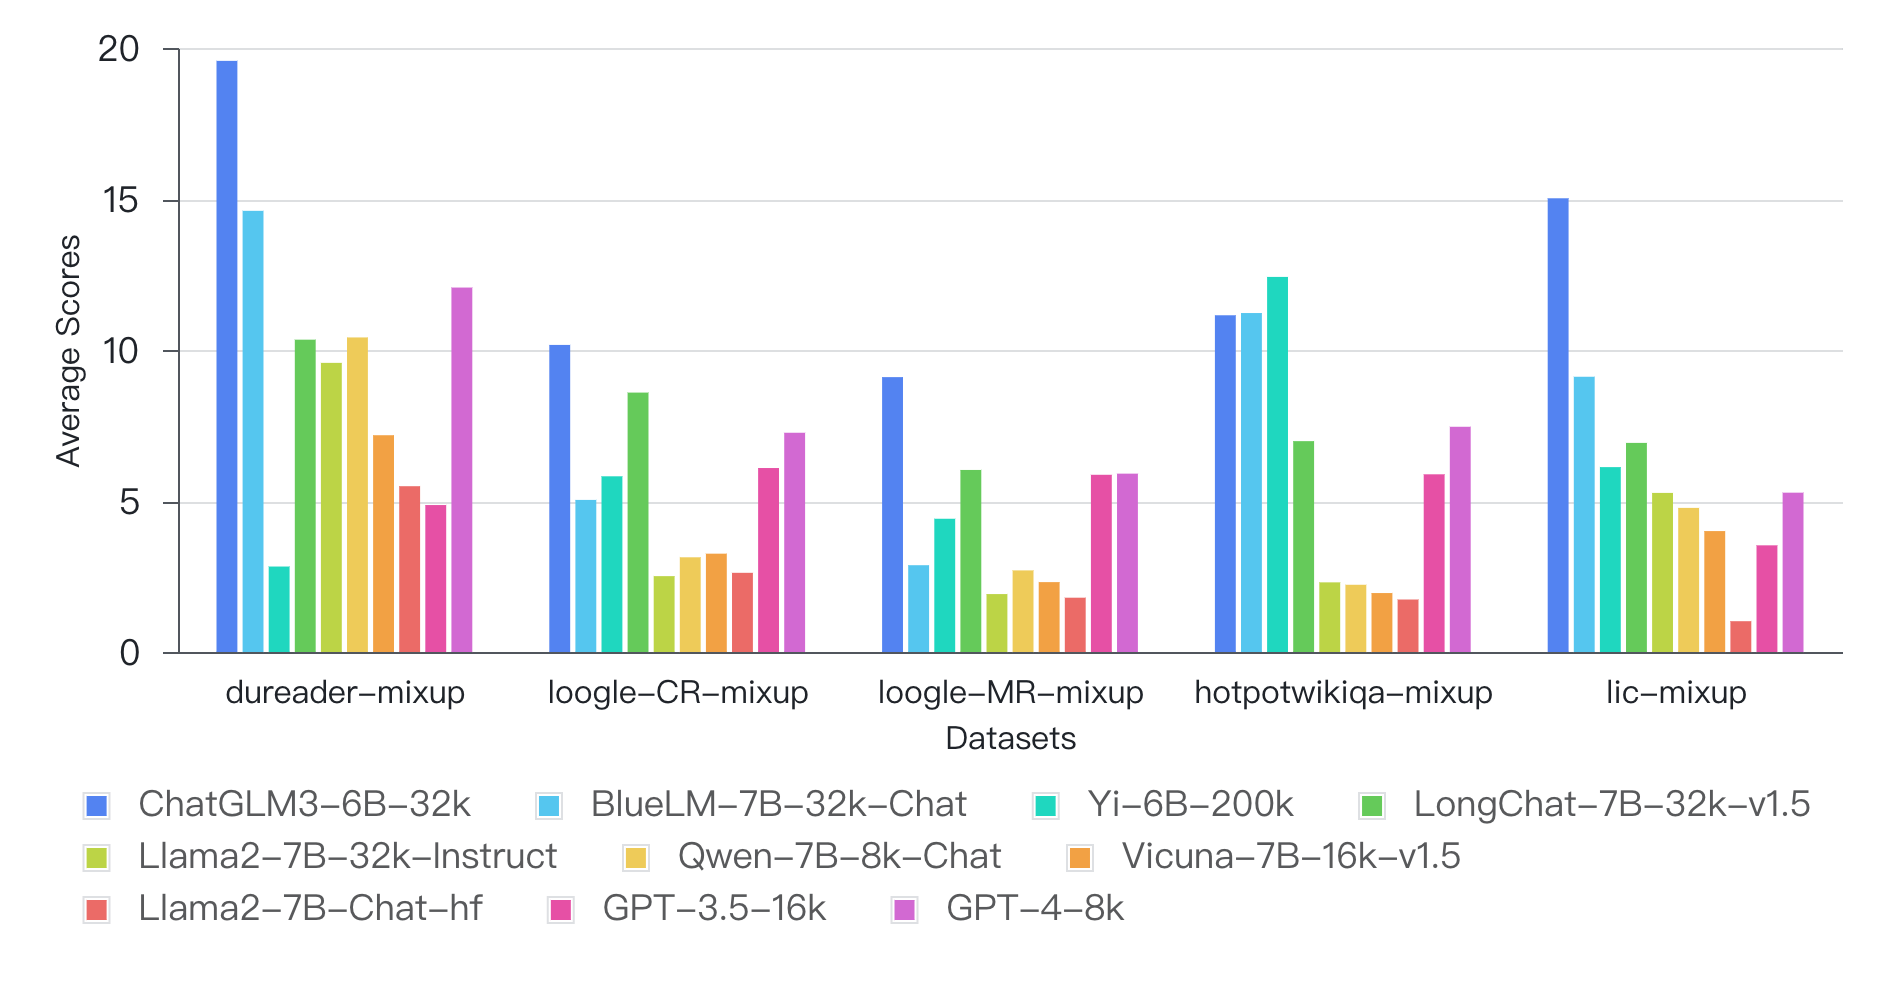 20
15
10
5
0
Average Scores
dureader-mixup loogle-CR-mixup loogle-MR-mixup hotpotwikiqa-mixup lic-mixup
Datasets
ChatGLM3-6B-32k BlueLM-7B-32k-Chat Yi-6B-200k LongChat-7B-32k-v1.5
Llama2-7B-32k-Instruct Qwen-7B-8k-Chat Vicuna-7B-16k-v1.5
Llama2-7B-Chat-hf GPT-3.5-16k GPT-4-8k